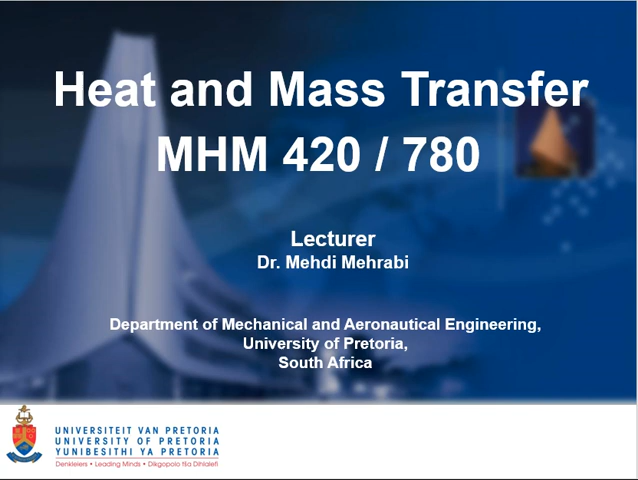 Heat and Mass Transfer
MHM 420 / 780
Lecturer
Dr. Mehdi Mehrabi
Department of Mechanical and Aeronautical Engineering,
University of Pretoria,
South Africa
UNIVERSITEIT VAN PRETORIA
UNIVERSITY OF PRETORIA
YUNIBESITHI YA PRETORIA
Denkleiers • Leading Minds • Dikgopolo tša Dihlalefi